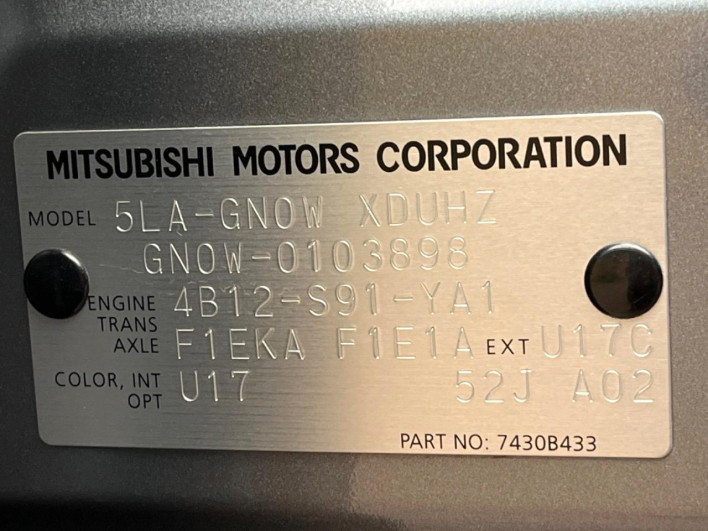 MITSUBISHI MOTORS CORPORATION
MODEL 5LA-GN0W XDUHZ
GN0W-0103898
ENGINE 4B12-S91-YA1
TRANS
AXLE F1EKA F1E1A EXT U17C
COLOR, INT U17 52J A02
OPT
PART NO: 7430B433